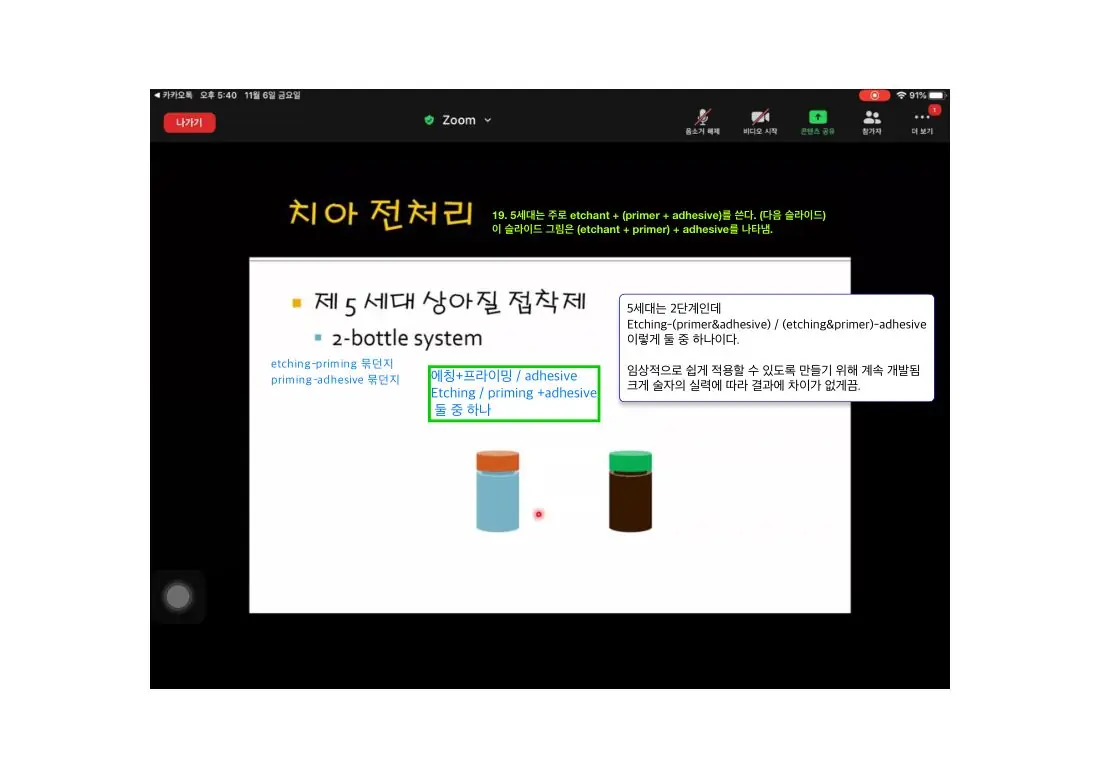 ◀ 카카오톡 오후 5:40 11월 6일 금요일
91%
나가기
Zoom
음소거 해제
비디오 시작
콘텐츠 공유
참가자
1
더 보기
치아 전처리
19. 5세대는 주로 etchant + (primer + adhesive)를 쓴다. (다음 슬라이드)
이 슬라이드 그림은 (etchant + primer) + adhesive를 나타냄.
제 5 세대 상아질 접착제
2-bottle system
etching-priming 묶던지
priming-adhesive 묶던지
에칭+프라이밍 / adhesive
Etching / priming +adhesive
둘 중 하나
5세대는 2단계인데
Etching-(primer&adhesive) / (etching&primer)-adhesive
이렇게 둘 중 하나이다.
임상적으로 쉽게 적용할 수 있도록 만들기 위해 계속 개발됨
크게 술자의 실력에 따라 결과에 차이가 없게끔.